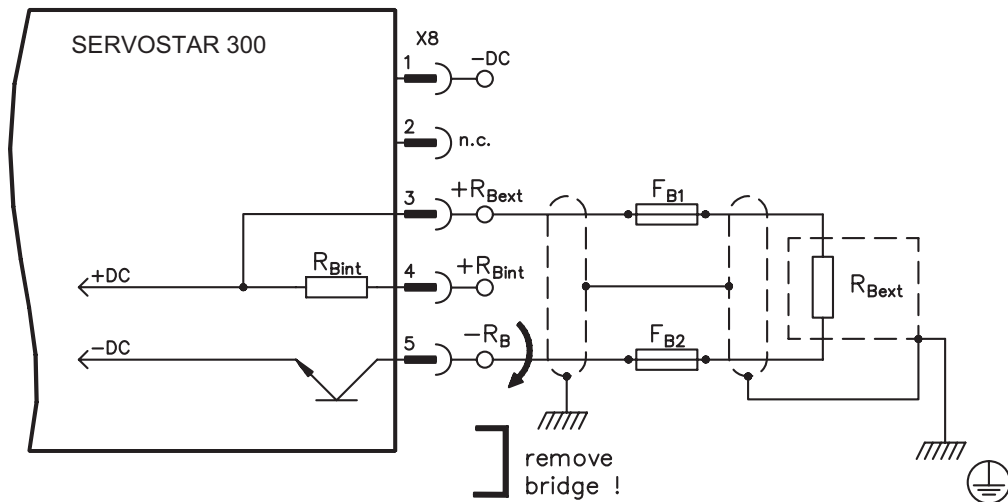 SERVOSTAR 300
X8
1
-DC
2
n.c.
3
+RBext
FB1
+DC
RBint
4
+RBint
RBext
-DC
5
-RB
FB2
remove
bridge !